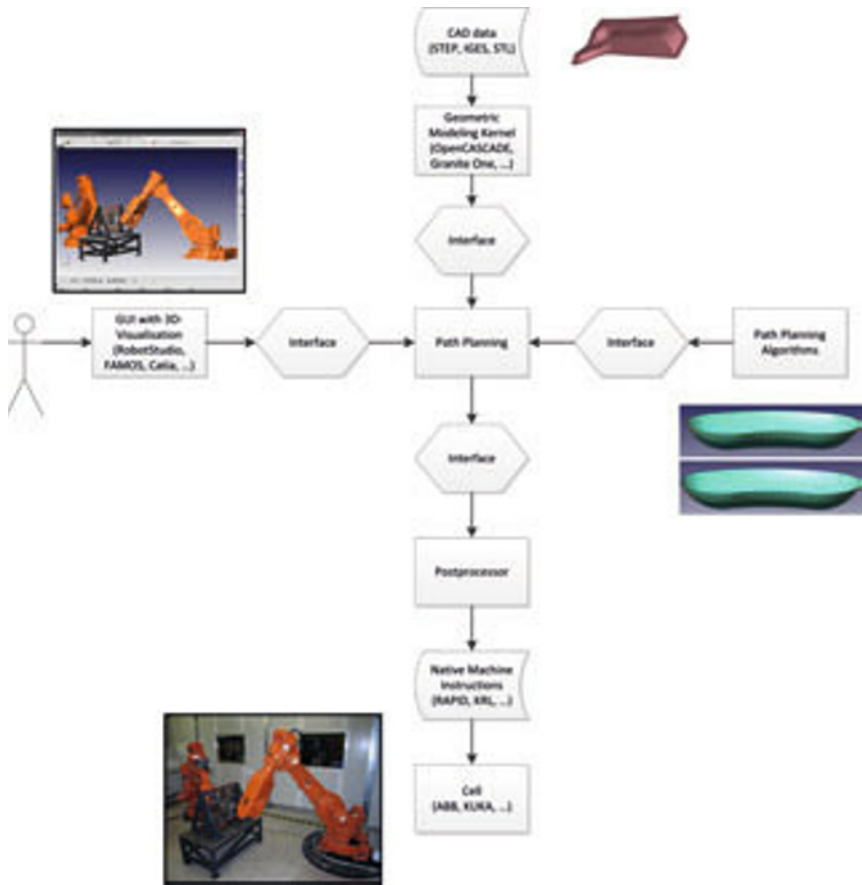 CAD data
(STEP, IGES, STL)
Geometric
Modeling Kernel
(OpenCASCADE,
Granite One, ...)
Interface
GUI with 3D-
Visualisation
(RobotStudio,
FAMOS, Catia, ...)
Interface
Path Planning
Interface
Path Planning
Algorithms
Interface
Postprocessor
Native Machine
Instructions
(RAPID, KRL, ...)
Cell
(ABB, KUKA, ...)